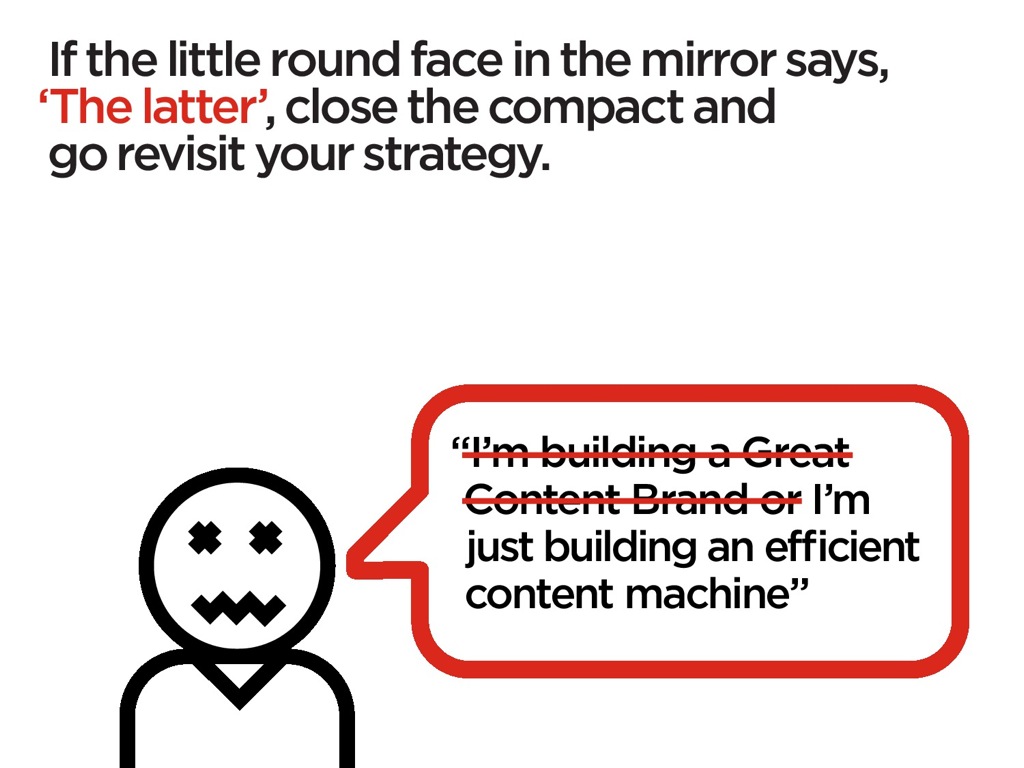 If the little round face in the mirror says,
‘The latter’, close the compact and
go revisit your strategy.
“I’m building a Great
Content Brand or I’m
just building an efficient
content machine”